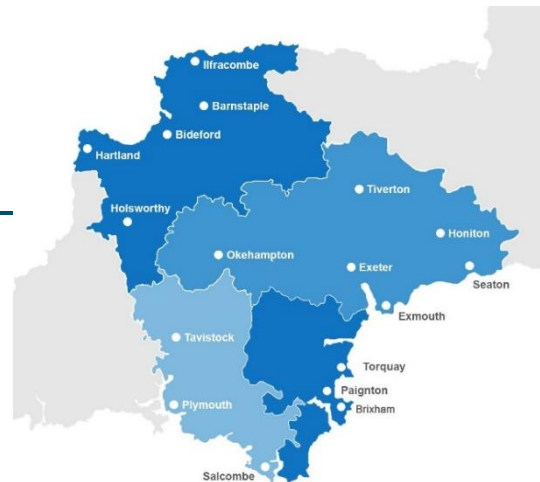 Ilfracombe
Barnstaple
Bideford
Hartland
Tiverton
Holsworthy
Honiton
Okehampton
Exeter
Seaton
Exmouth
Tavistock
Torquay
Paignton
Plymouth
Brixham
Salcombe